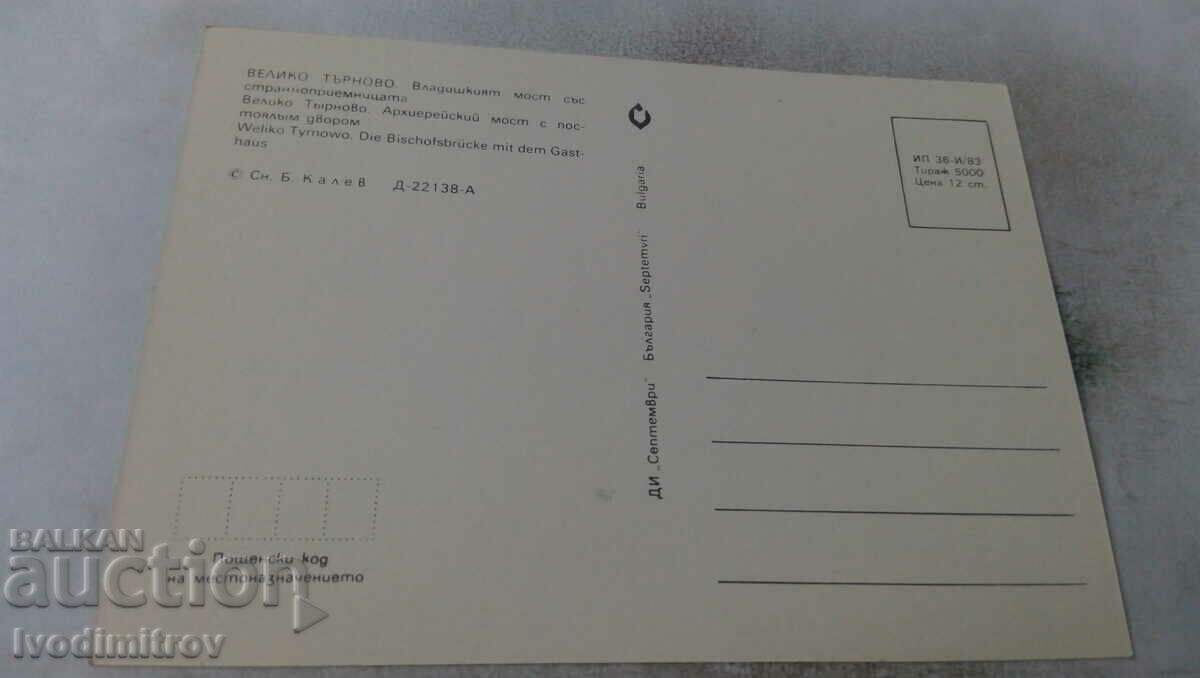 ВЕЛИКО ТЪРНОВО. Владишкият мост със
странноприемницата
Велико Тырново. Архиерейский мост с пос-
тоялым двором
Weliko Tyrnowo. Die Bischofsbrücke mit dem Gast-
haus
© Сн. Б. Калев Д-22138-А
ДИ „Септември" България „Septemvri" Bulgaria
ИП 36-И/83
Тираж 5000
Цена 12 ст.
Пощенски код
на местоназначението
BALKAN
auction
Ivodimitrov